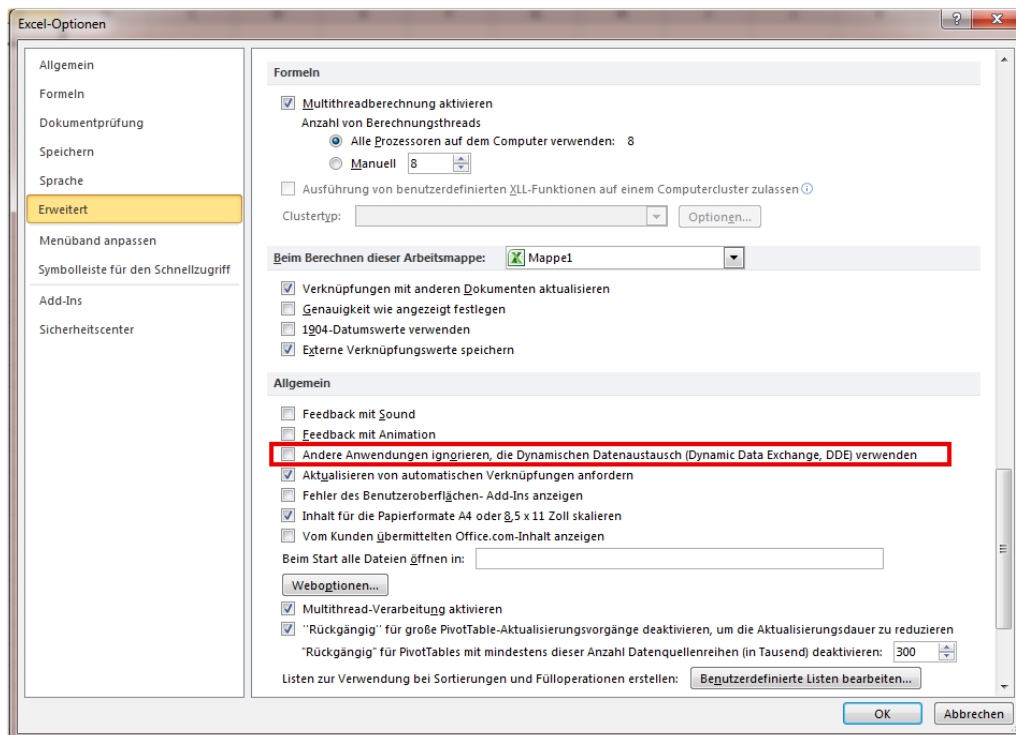 Excel-Optionen
Allgemein
Formeln
Dokumentprüfung
Speichern
Sprache
Erweitert
Menüband anpassen
Symbolleiste für den Schnellzugriff
Add-Ins
Sicherheitscenter
Formeln
Multithreadberechnung aktivieren
Anzahl von Berechnungsthreads
Alle Prozessoren auf dem Computer verwenden: 8
Manuell 8
Ausführung von benutzerdefinierten XLL-Funktionen auf einem Computercluster zulassen
Clustertyp: Optionen...
Beim Berechnen dieser Arbeitsmappe: Mappe1
Verknüpfungen mit anderen Dokumenten aktualisieren
Genauigkeit wie angezeigt festlegen
1904-Datumswerte verwenden
Externe Verknüpfungswerte speichern
Allgemein
Feedback mit Sound
Feedback mit Animation
Andere Anwendungen ignorieren, die Dynamischen Datenaustausch (Dynamic Data Exchange, DDE) verwenden
Aktualisieren von automatischen Verknüpfungen anfordern
Fehler des Benutzeroberflächen- Add-Ins anzeigen
Inhalt für die Papierformate A4 oder 8,5 x 11 Zoll skalieren
Vom Kunden übermittelten Office.com-Inhalt anzeigen
Beim Start alle Dateien öffnen in:
Weboptionen...
Multithread-Verarbeitung aktivieren
"Rückgängig" für große PivotTable-Aktualisierungsvorgänge deaktivieren, um die Aktualisierungsdauer zu reduzieren
"Rückgängig" für PivotTables mit mindestens dieser Anzahl Datenquellenreihen (in Tausend) deaktivieren: 300
Listen zur Verwendung bei Sortierungen und Fülloperationen erstellen: Benutzerdefinierte Listen bearbeiten...
OK Abbrechen